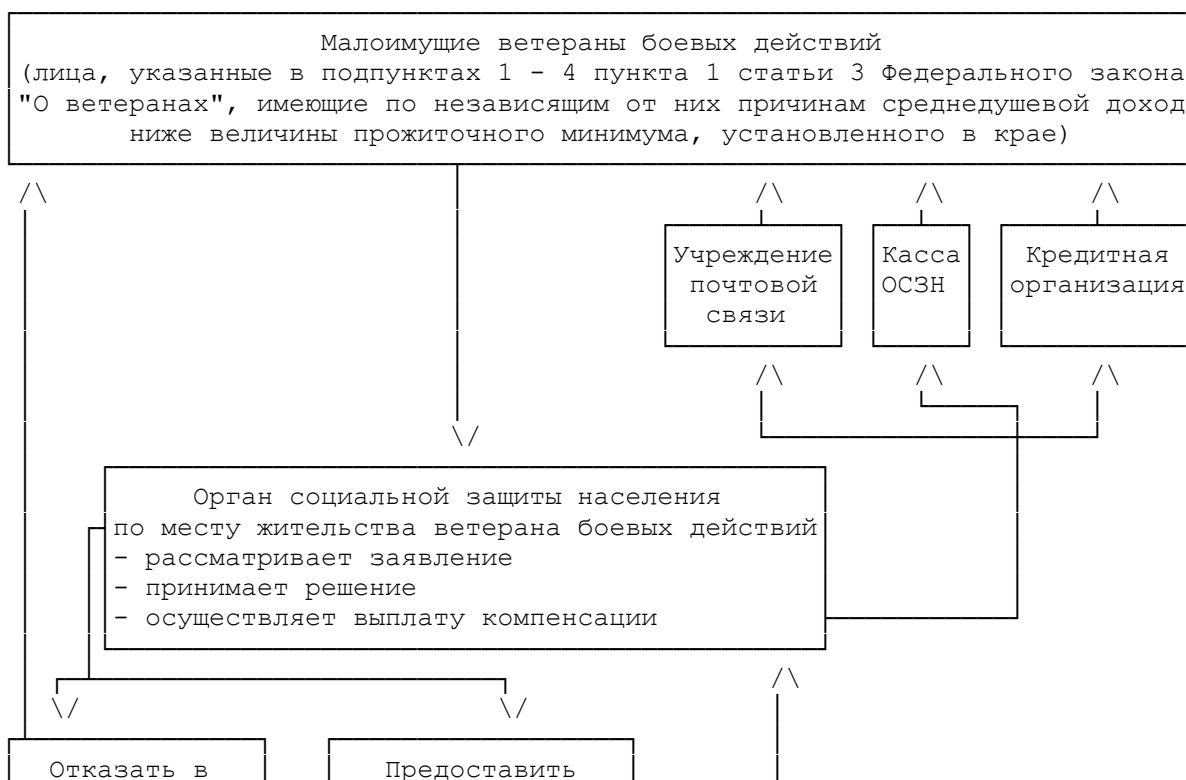 Малоимущие ветераны боевых действий
(лица, указанные в подпунктах 1 - 4 пункта 1 статьи 3 Федерального закона
"О ветеранах", имеющие по независящим от них причинам среднедушевой доход
ниже величины прожиточного минимума, установленного в крае)
Учреждение
почтовой
связи
Касса
ОСЗН
Кредитная
организация
Орган социальной защиты населения
по месту жительства ветерана боевых действий
- рассматривает заявление
- принимает решение
- осуществляет выплату компенсации
Отказать в
Предоставить